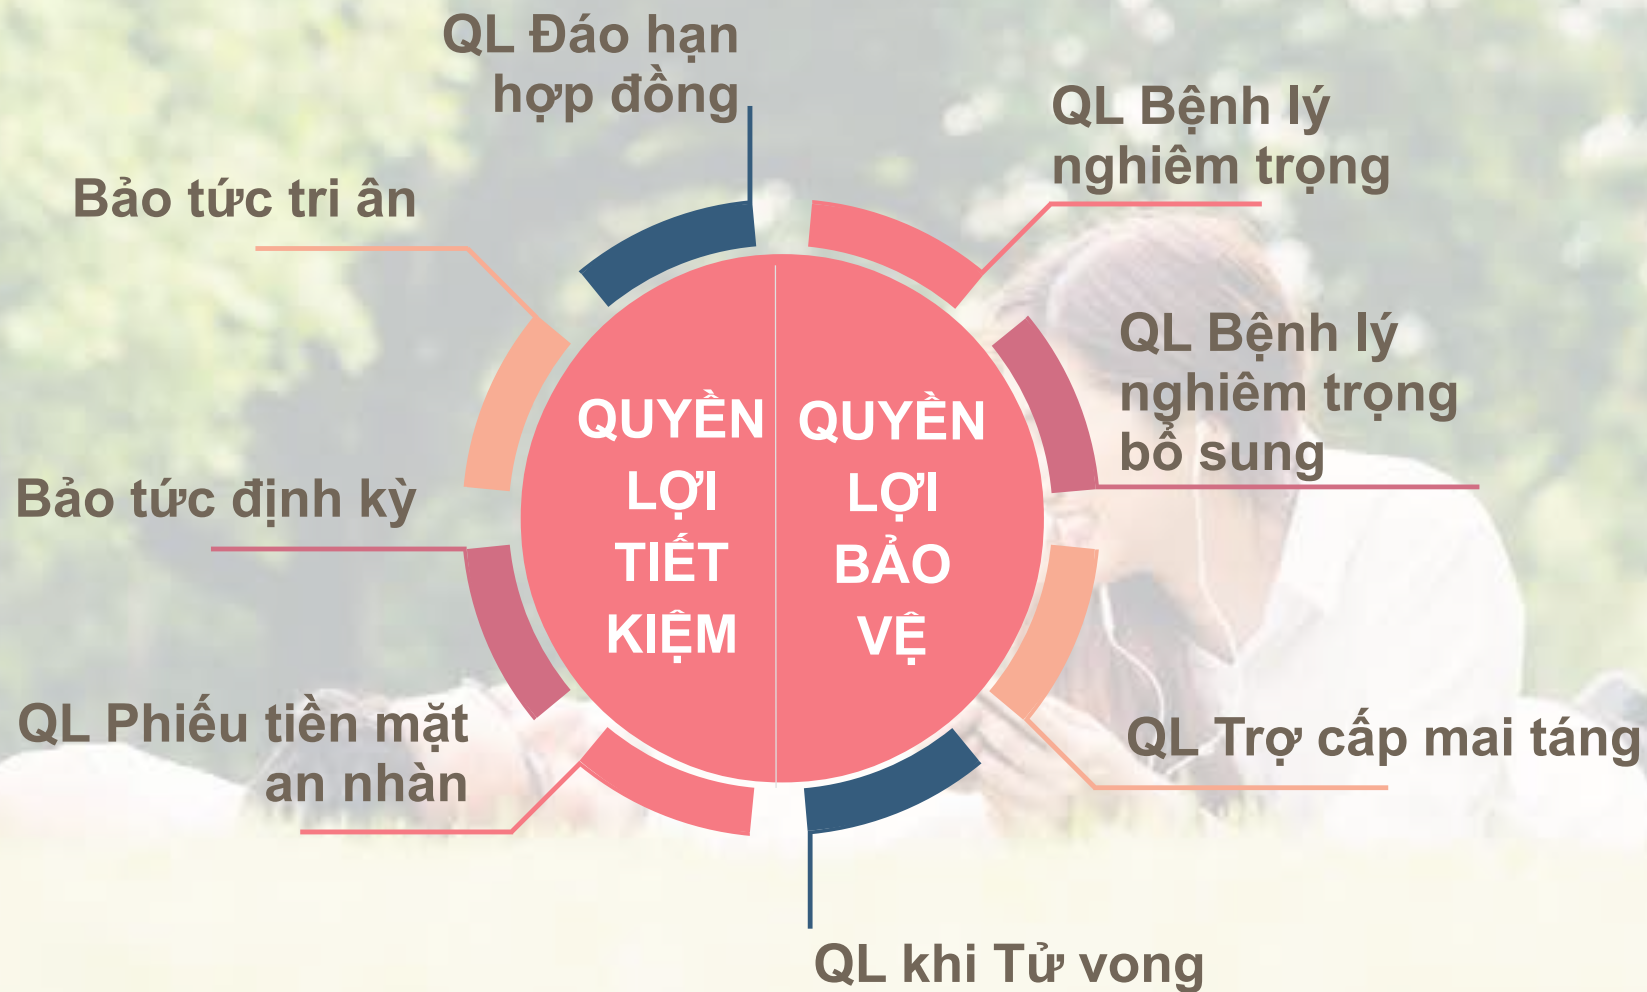 QL Đáo hạn
hợp đồng
Bảo tức tri ân
Bảo tức định kỳ
QL Phiếu tiền mặt
an nhàn
QUYỀN
LỢI
TIẾT
KIỆM
QUYỀN
LỢI
BẢO
VỆ
QL Bệnh lý
nghiêm trọng
QL Bệnh lý
nghiêm trọng
bổ sung
QL Trợ cấp mai táng
QL khi Tử vong